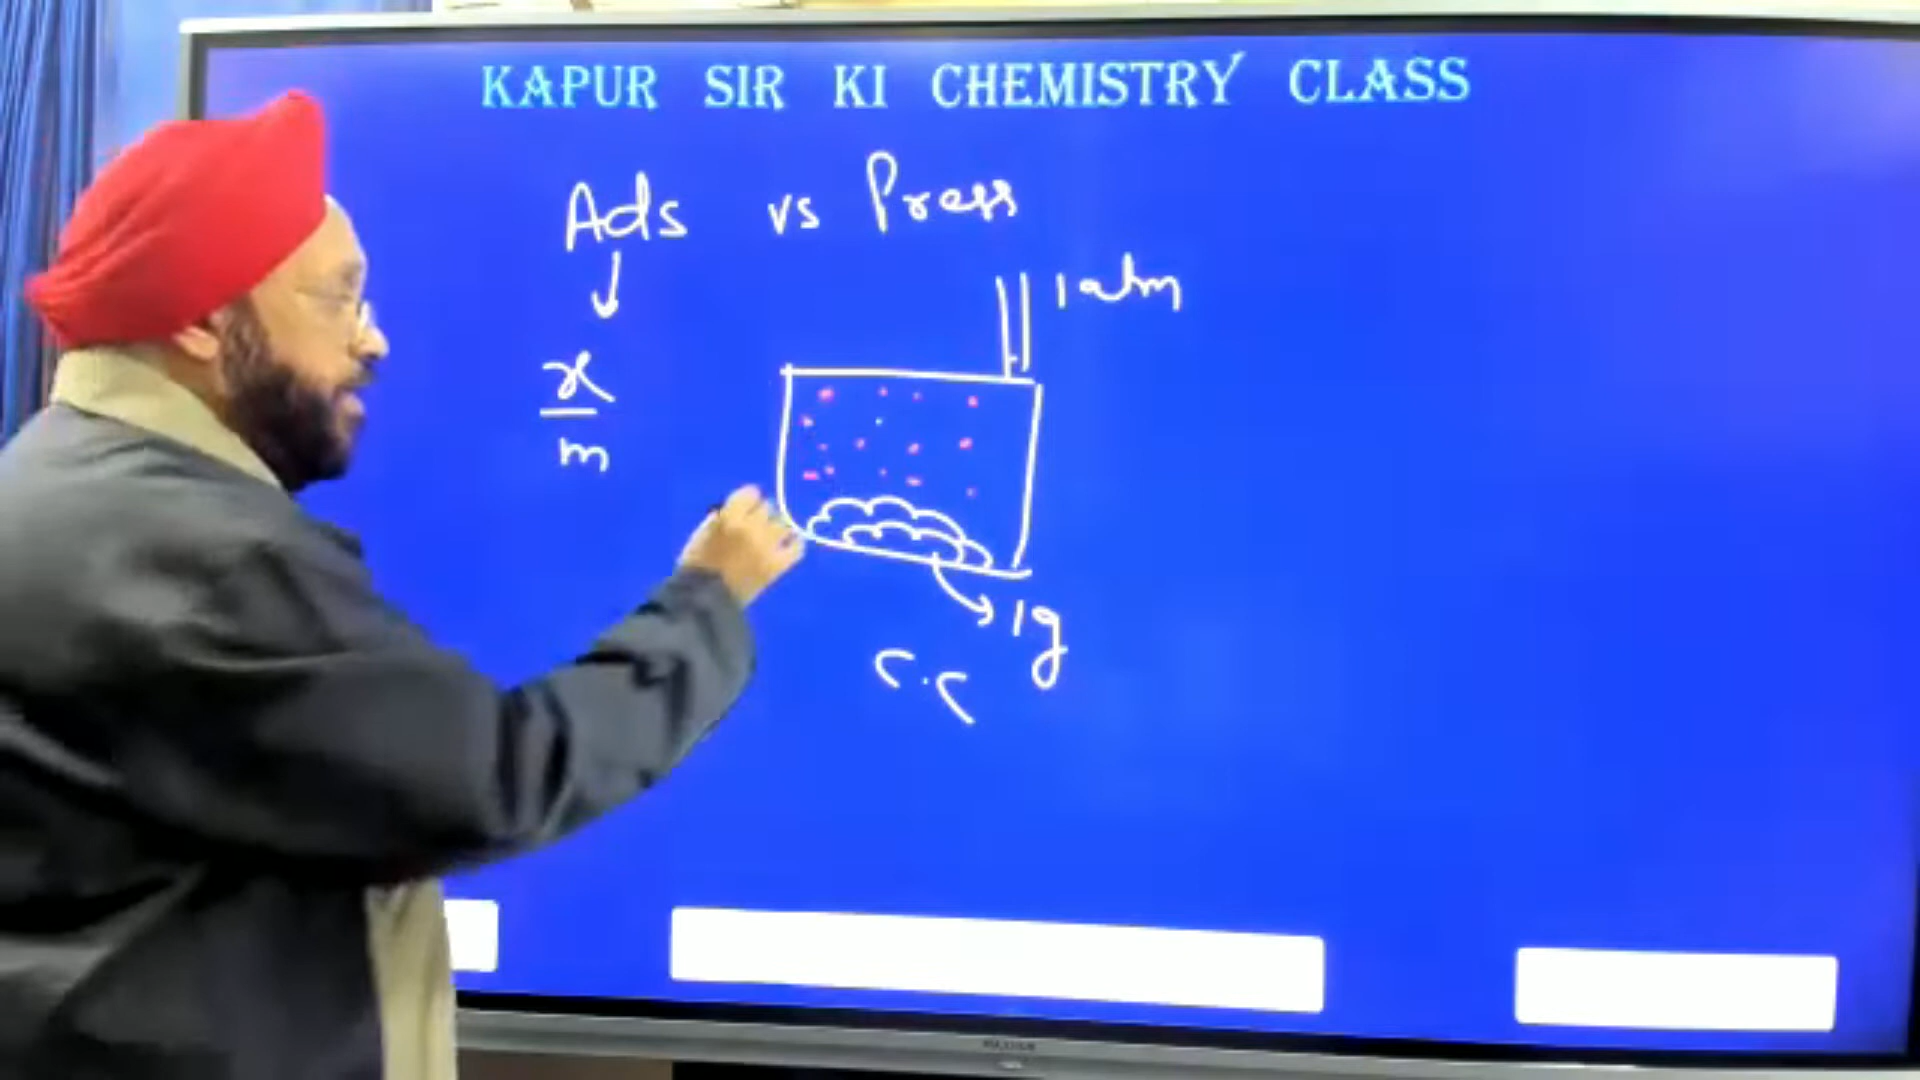 KAPUR SIR KI CHEMISTRY CLASS
Ads vs Press
1 atm
x
m
1g
C.C